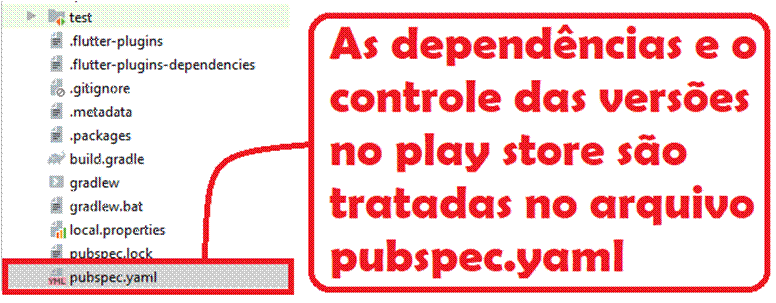 test
.flutter-plugins
.flutter-plugins-dependencies
.gitignore
.metadata
.packages
build.gradle
gradlew
gradlew.bat
local.properties
pubspec.lock
YML pubspec.yaml
As dependências e o
controle das versões
no play store são
tratadas no arquivo
pubspec.yaml